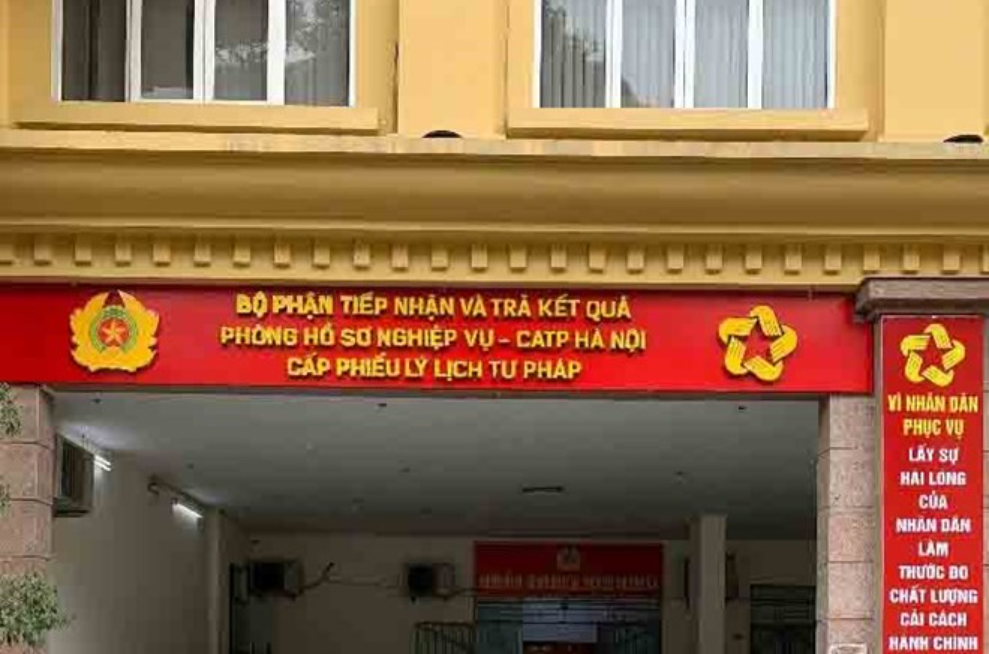 BỘ PHẬN TIẾP NHẬN VÀ TRẢ KẾT QUẢ
PHÒNG HỒ SƠ NGHIỆP VỤ - CATP HÀ NỘI
CẤP PHIẾU LÝ LỊCH TƯ PHÁP
VÌ NHÂN DÂN
PHỤC VỤ
LẤY SỰ
HÀI LÒNG
CỦA
NHÂN DÂN
LÀM
THƯỚC ĐO
CHẤT LƯỢNG
CẢI CÁCH
HÀNH CHÍNH